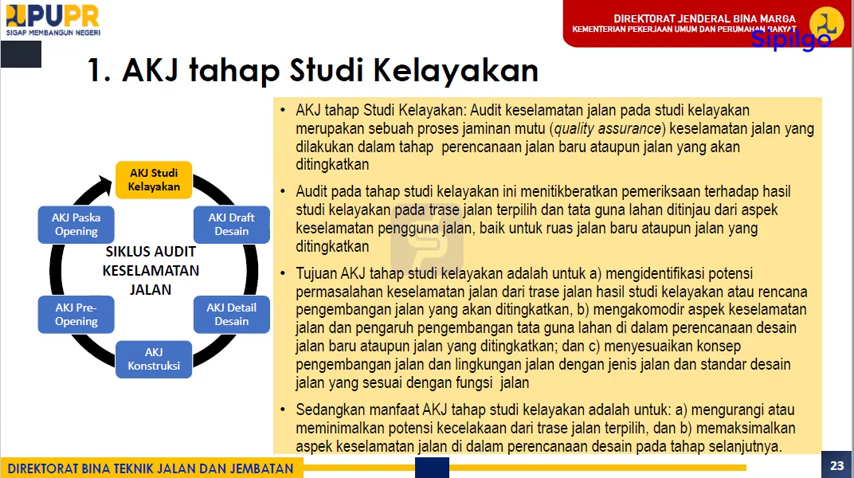 PUPR
SIGAP MEMBANGUN NEGERI
DIREKTORAT JENDERAL BINA MARGA
KEMENTERIAN PEKERJAAN UMUM DAN PERUMAHAN RAKYAT
Sipilgo
1. AKJ tahap Studi Kelayakan
AKJ Studi
Kelayakan
AKJ Draft
Desain
AKJ Detail
Desain
AKJ
Konstruksi
AKJ Pre-
Opening
AKJ Paska
Opening
SIKLUS AUDIT
KESELAMATAN
JALAN
• AKJ tahap Studi Kelayakan: Audit keselamatan jalan pada studi kelayakan
merupakan sebuah proses jaminan mutu (quality assurance) keselamatan jalan yang
dilakukan dalam tahap perencanaan jalan baru ataupun jalan yang akan
ditingkatkan
• Audit pada tahap studi kelayakan ini menitikberatkan pemeriksaan terhadap hasil
studi kelayakan pada trase jalan terpilih dan tata guna lahan ditinjau dari aspek
keselamatan pengguna jalan, baik untuk ruas jalan baru ataupun jalan yang
ditingkatkan
• Tujuan AKJ tahap studi kelayakan adalah untuk a) mengidentifikasi potensi
permasalahan keselamatan jalan dari trase jalan hasil studi kelayakan atau rencana
pengembangan jalan yang akan ditingkatkan, b) mengakomodir aspek keselamatan
jalan dan pengaruh pengembangan tata guna lahan di dalam perencanaan desain
jalan baru ataupun jalan yang ditingkatkan; dan c) menyesuaikan konsep
pengembangan jalan dan lingkungan jalan dengan jenis jalan dan standar desain
jalan yang sesuai dengan fungsi jalan
• Sedangkan manfaat AKJ tahap studi kelayakan adalah untuk: a) mengurangi atau
meminimalkan potensi kecelakaan dari trase jalan terpilih, dan b) memaksimalkan
aspek keselamatan jalan di dalam perencanaan desain pada tahap selanjutnya.
DIREKTORAT BINA TEKNIK JALAN DAN JEMBATAN
23